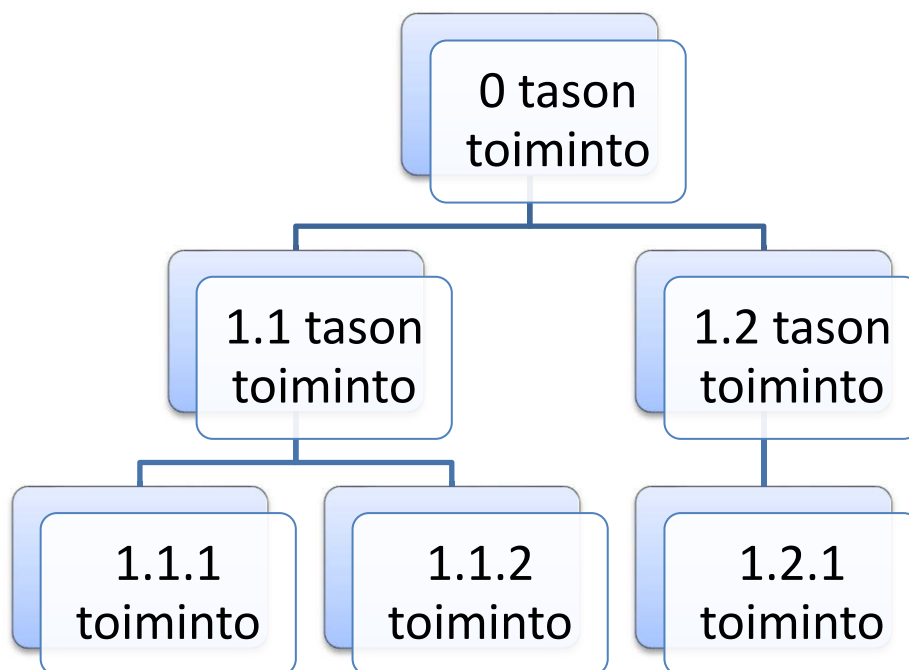 0 tason
toiminto
1.1 tason
toiminto
1.2 tason
toiminto
1.1.1
toiminto
1.1.2
toiminto
1.2.1
toiminto